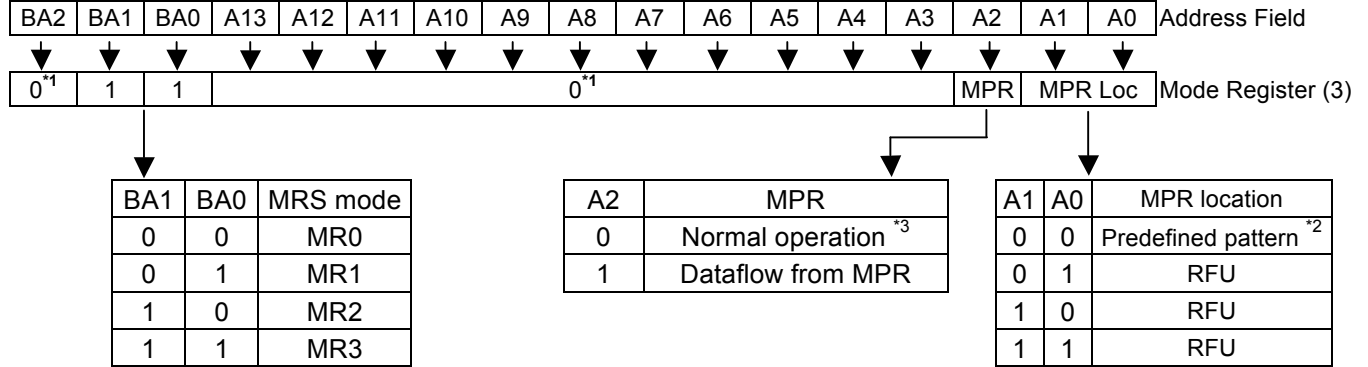 BA2 BA1 BA0 A13 A12 A11 A10 A9 A8 A7 A6 A5 A4 A3 A2 A1 A0 Address Field
0*1 1 1 0*1 MPR MPR Loc Mode Register (3)
BA1 BA0 MRS mode
0 0 MR0
0 1 MR1
1 0 MR2
1 1 MR3
A2 MPR
0 Normal operation *3
1 Dataflow from MPR
A1 A0 MPR location
0 0 Predefined pattern *2
0 1 RFU
1 0 RFU
1 1 RFU